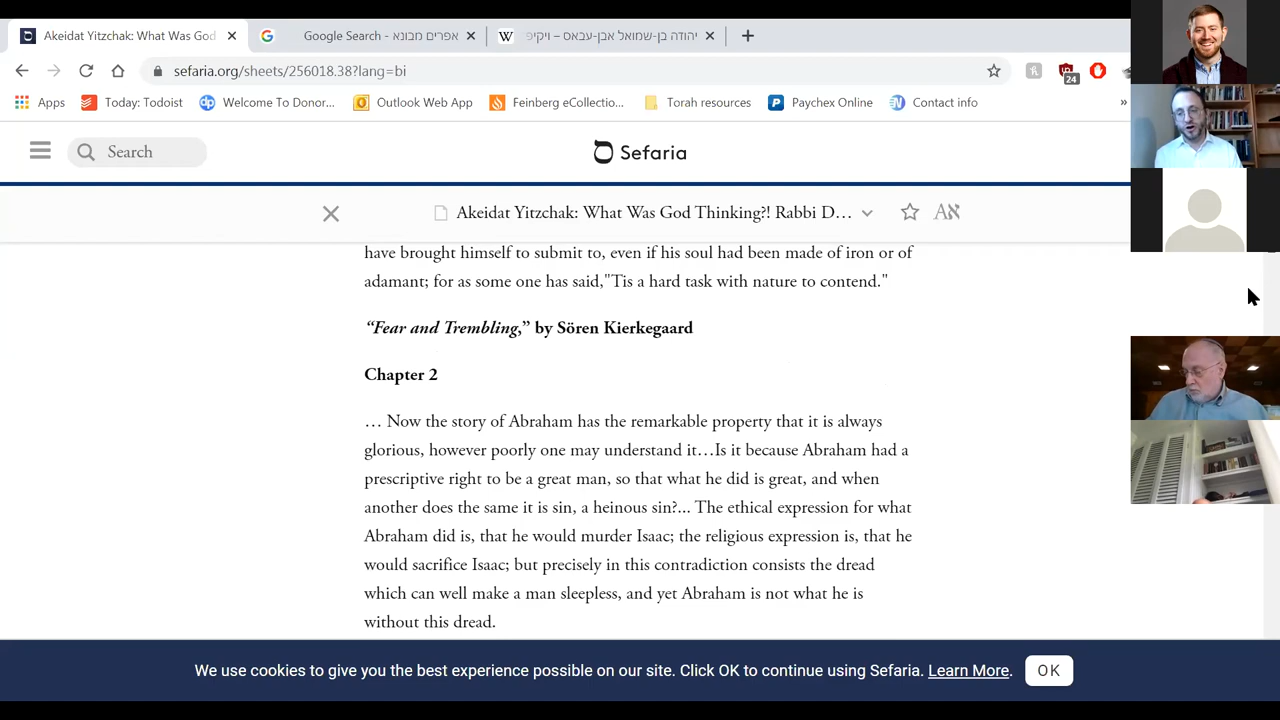 Akeidat Yitzchak: What Was God
Google Search - אפרים מבונא
יהודה בן-שמואל אבן-עבאס – ויקיפ
sefaria.org/sheets/256018.38?lang=bi
24
Apps
Today: Todoist
Welcome To Donor...
Outlook Web App
Feinberg eCollectio...
Torah resources
Paychex Online
Contact info
»
Search
Sefaria
Akeidat Yitzchak: What Was God Thinking?! Rabbi D...
Aא
have brought himself to submit to, even if his soul had been made of iron or of
adamant; for as some one has said,"Tis a hard task with nature to contend."
“Fear and Trembling,” by Sören Kierkegaard
Chapter 2
… Now the story of Abraham has the remarkable property that it is always
glorious, however poorly one may understand it…Is it because Abraham had a
prescriptive right to be a great man, so that what he did is great, and when
another does the same it is sin, a heinous sin?... The ethical expression for what
Abraham did is, that he would murder Isaac; the religious expression is, that he
would sacrifice Isaac; but precisely in this contradiction consists the dread
which can well make a man sleepless, and yet Abraham is not what he is
without this dread.
We use cookies to give you the best experience possible on our site. Click OK to continue using Sefaria. Learn More.
OK